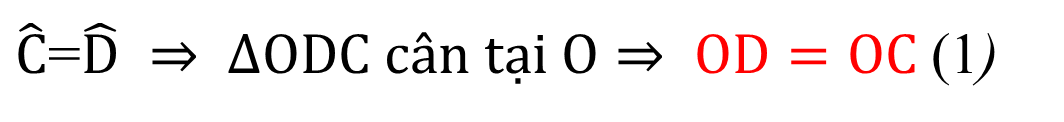 Ĉ=D̂ ⇒ ΔODC cân tại O ⇒ OD = OC (1)